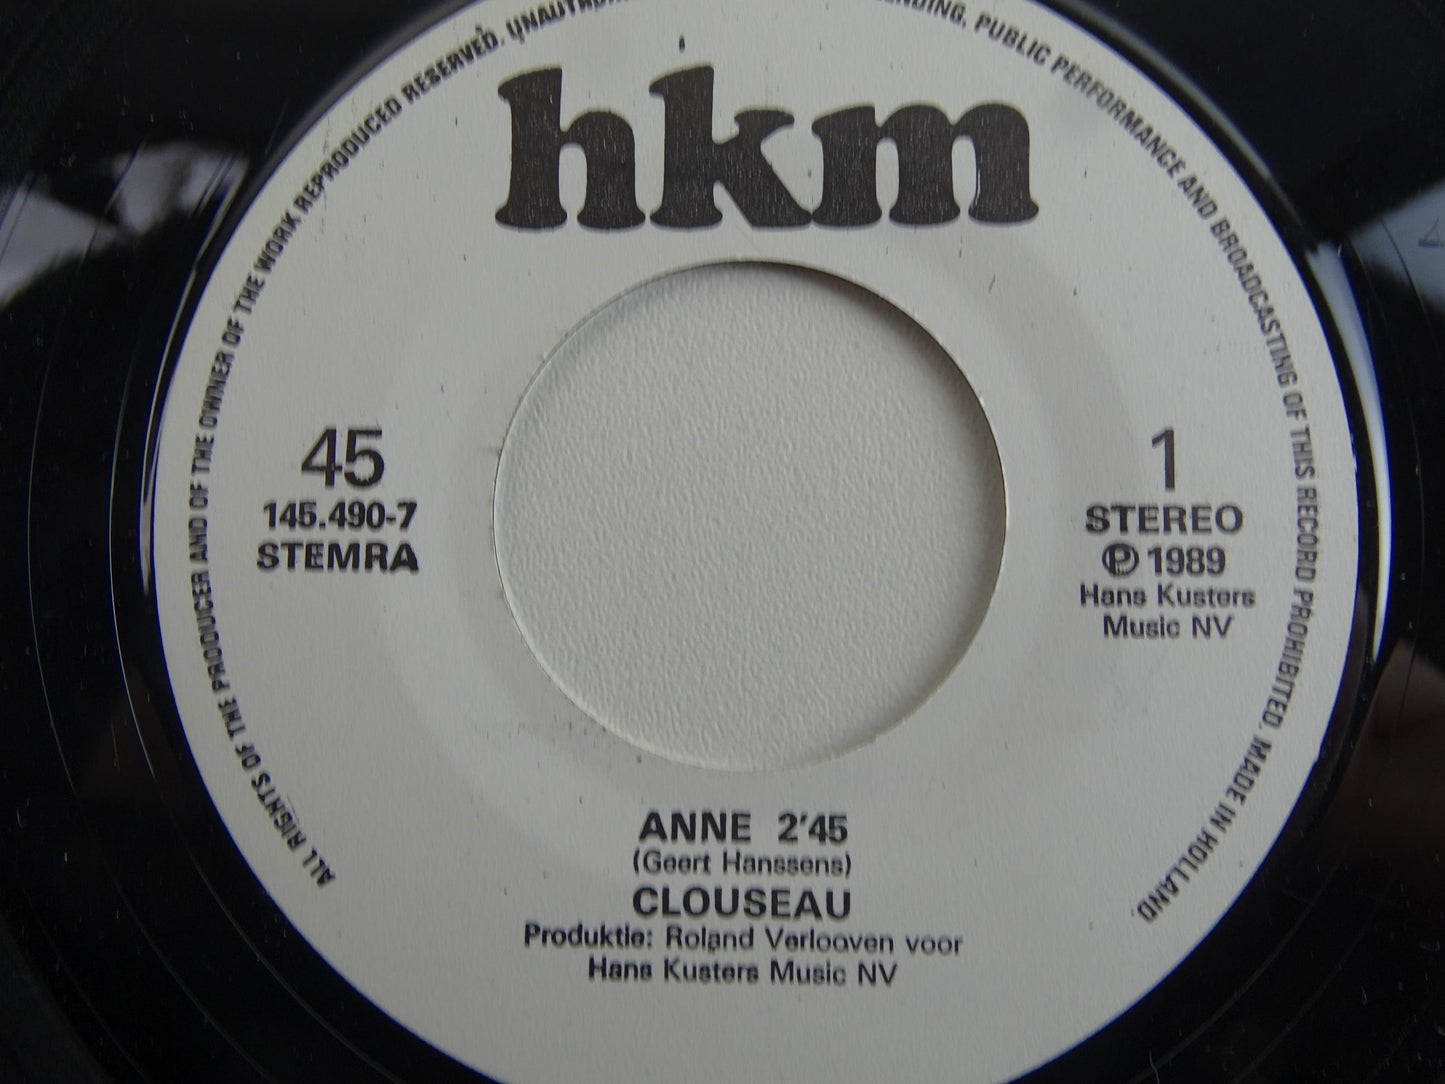 hkm
45
145.490-7
STEMRA
1
STEREO
Ⓟ 1989
Hans Kusters
Music NV
ANNE 2'45
(Geert Hanssens)
CLOUSEAU
Produktie: Roland Verlooven voor
Hans Kusters Music NV
ALL RIGHTS OF THE PRODUCER AND OF THE OWNER OF THE WORK REPRODUCED RESERVED. PUBLIC PERFORMANCE AND BROADCASTING OF THIS RECORD PROHIBITED. MADE IN HOLLAND.